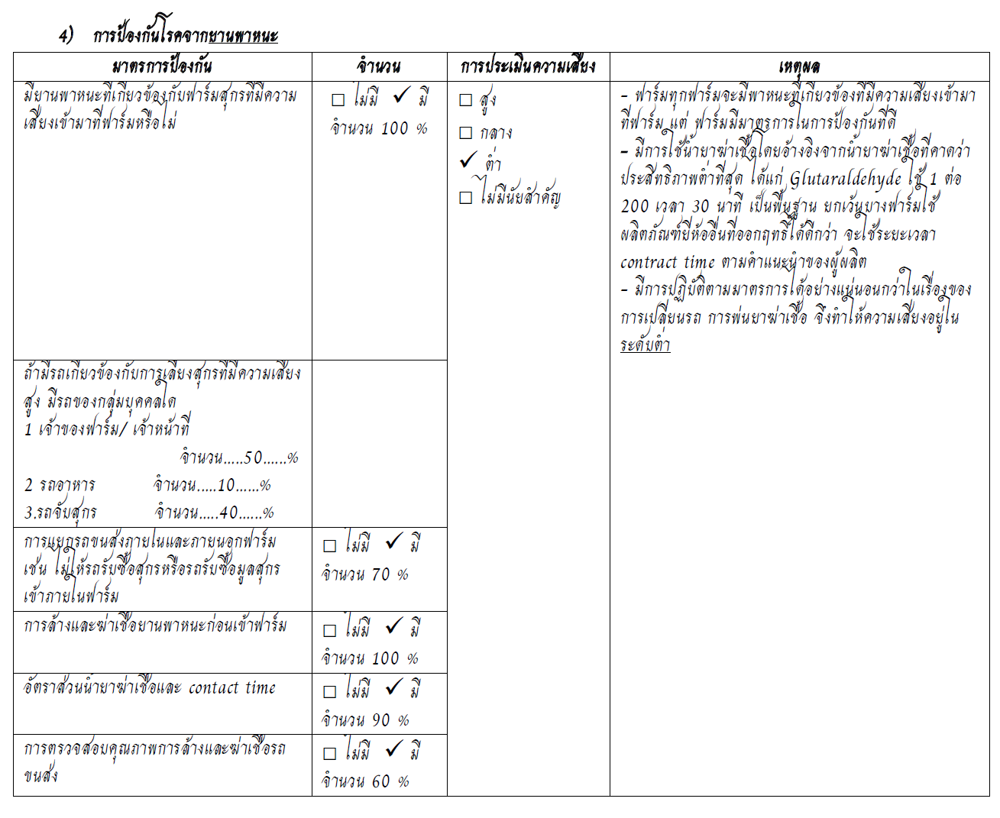 4) การป้องกันโรคจากยานพาหนะ
มาตรการป้องกัน จำนวน การประเมินความเสี่ยง เหตุผล
มียานพาหนะที่เกี่ยวข้องกับฟาร์มสุกรที่มีความ
เสี่ยงเข้ามาที่ฟาร์มหรือไม่
□ ไม่มี ✓ มี
จำนวน 100 %
□ สูง
□ กลาง
✓ ต่ำ
□ ไม่มีนัยสำคัญ
- ฟาร์มทุกฟาร์มจะมีพาหนะที่เกี่ยวข้องที่มีความเสี่ยงเข้ามา
ที่ฟาร์ม แต่ ฟาร์มมีมาตรการในการป้องกันที่ดี
- มีการใช้น้ำยาฆ่าเชื้อโดยอ้างอิงจากน้ำยาฆ่าเชื้อที่คาดว่า
ประสิทธิภาพต่ำที่สุด ได้แก่ Glutaraldehyde ใช้ 1 ต่อ
200 เวลา 30 นาที เป็นพื้นฐาน ยกเว้นบางฟาร์มใช้
ผลิตภัณฑ์ยี่ห้ออื่นที่ออกฤทธิ์ได้ดีกว่า จะใช้ระยะเวลา
contract time ตามคำแนะนำของผู้ผลิต
- มีการปฏิบัติตามมาตรการได้อย่างแน่นอนกว่าในเรื่องของ
การเปลี่ยนรถ การพ่นยาฆ่าเชื้อ จึงทำให้ความเสี่ยงอยู่ใน
ระดับต่ำ
ถ้ามีรถเกี่ยวข้องกับการเลี้ยงสุกรที่มีความเสี่ยง
สูง มีรถของกลุ่มบุคคลใด
1 เจ้าของฟาร์ม/ เจ้าหน้าที่
จำนวน.....50......%
2 รถอาหาร จำนวน.....10......%
3.รถจับสุกร จำนวน.....40......%
การแยกรถขนส่งภายในและภายนอกฟาร์ม
เช่น ไม่ให้รถรับซื้อสุกรหรือรถรับซื้อมูลสุกร
เข้าภายในฟาร์ม
□ ไม่มี ✓ มี
จำนวน 70 %
การล้างและฆ่าเชื้อยานพาหนะก่อนเข้าฟาร์ม
□ ไม่มี ✓ มี
จำนวน 100 %
อัตราส่วนน้ำยาฆ่าเชื้อและ contact time
□ ไม่มี ✓ มี
จำนวน 90 %
การตรวจสอบคุณภาพการล้างและฆ่าเชื้อรถ
ขนส่ง
□ ไม่มี ✓ มี
จำนวน 60 %